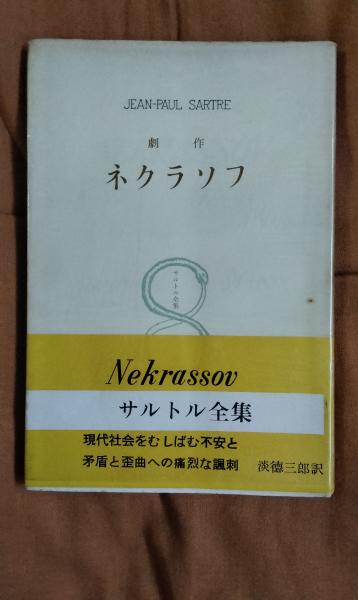 JEAN-PAUL SARTRE
劇作
ネクラソフ
サルトル全集
Nekrassov
サルトル全集
現代社会をむしばむ不安と
矛盾と歪曲への痛烈な諷刺
淡徳三郎訳